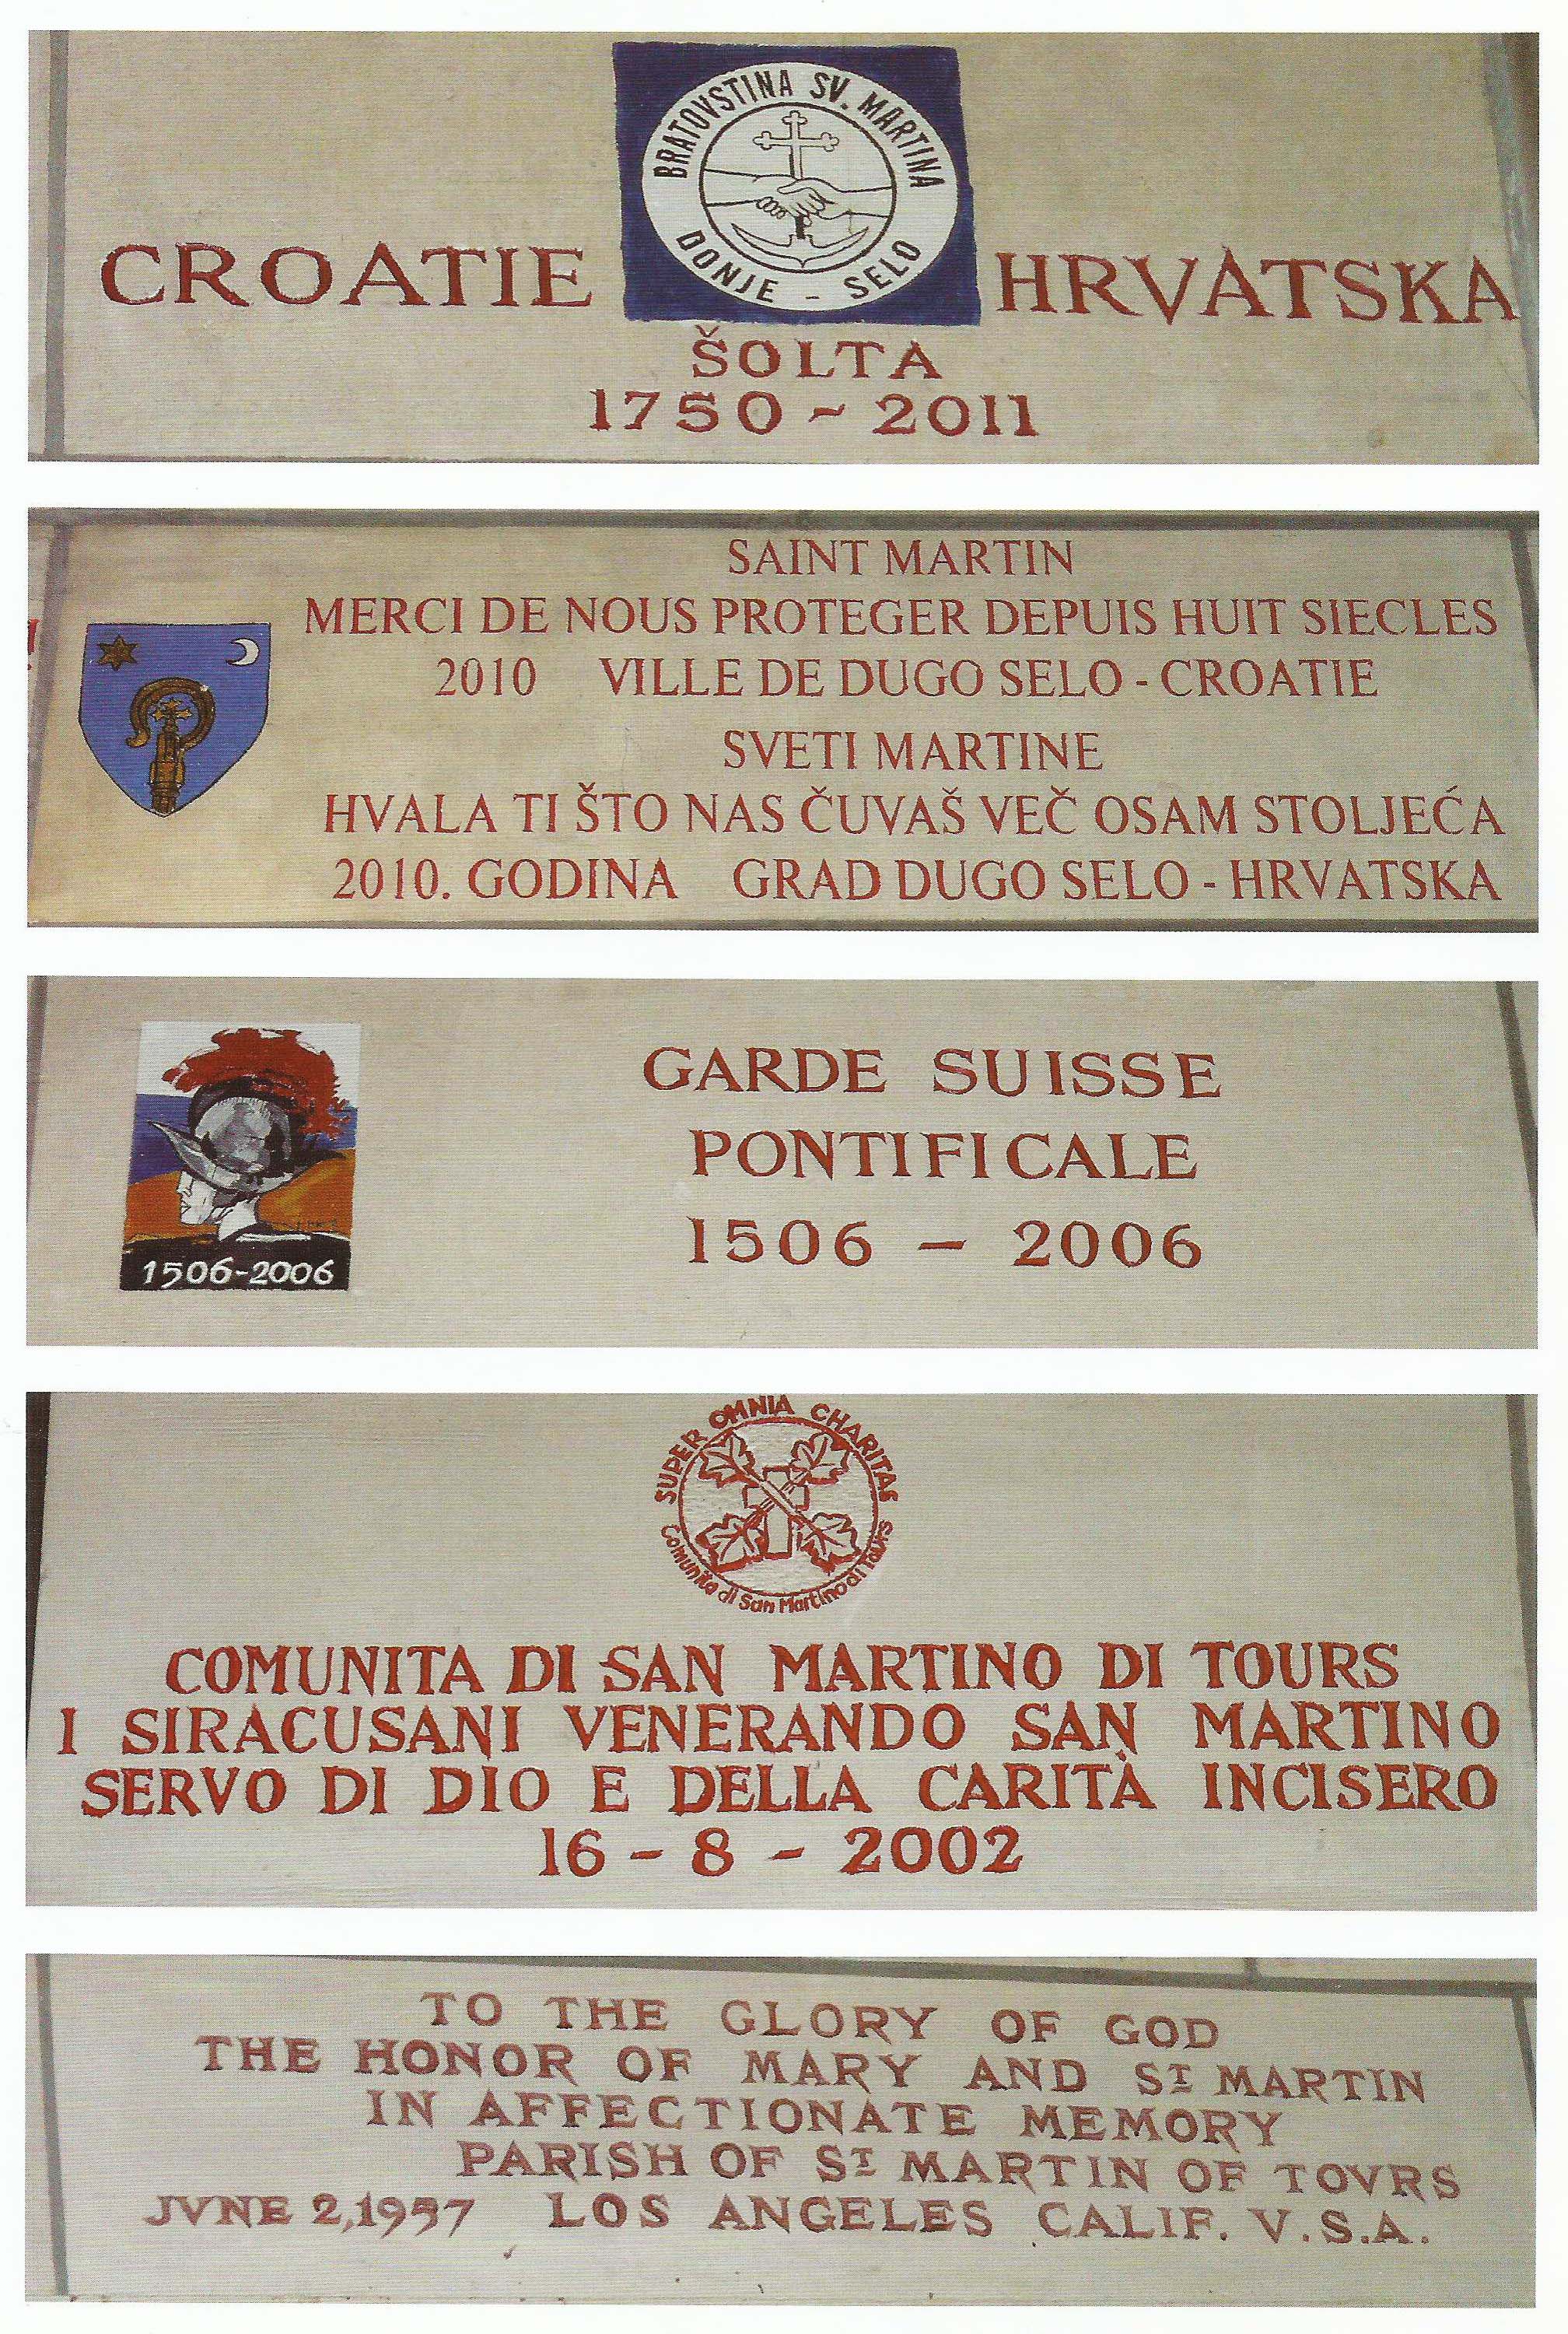 BRATOVSTINA SV. MARTINA
DONJE - SELO
CROATIE HRVATSKA
ŠOLTA
1750 ~ 2011
SAINT MARTIN
MERCI DE NOUS PROTEGER DEPUIS HUIT SIECLES
2010 VILLE DE DUGO SELO - CROATIE
SVETI MARTINE
HVALA TI ŠTO NAS ČUVAŠ VEČ OSAM STOLJEĆA
2010. GODINA GRAD DUGO SELO - HRVATSKA
GARDE SUISSE
PONTIFICALE
1506 - 2006
1506-2006
SUPER OMNIA CHARITAS
Comunita di San Martino di Tours
COMUNITA DI SAN MARTINO DI TOURS
I SIRACUSANI VENERANDO SAN MARTINO
SERVO DI DIO E DELLA CARITÀ INCISERO
16 - 8 - 2002
TO THE GLORY OF GOD
THE HONOR OF MARY AND ST MARTIN
IN AFFECTIONATE MEMORY
PARISH OF ST MARTIN OF TOVRS
JVNE 2,1957 LOS ANGELES CALIF. V.S.A.